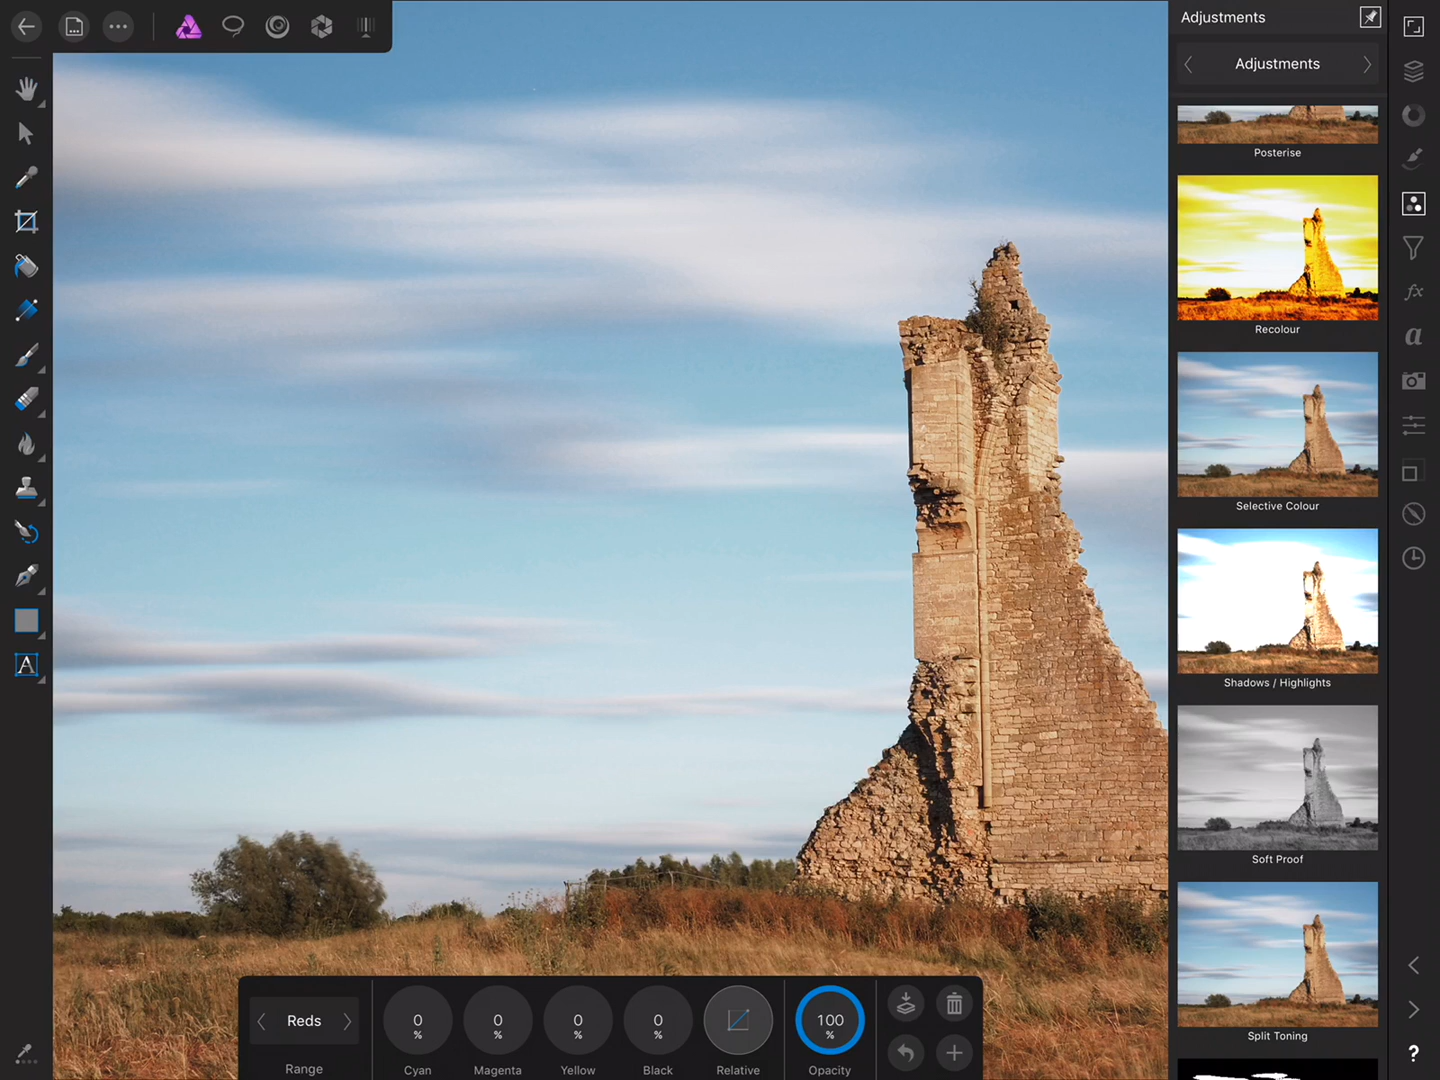 Adjustments
Adjustments
Posterise
Recolour
Selective Colour
Shadows / Highlights
Soft Proof
Split Toning
fx
a
A
?
Reds
Range
0
%
Cyan
0
%
Magenta
0
%
Yellow
0
%
Black
Relative
100
%
Opacity